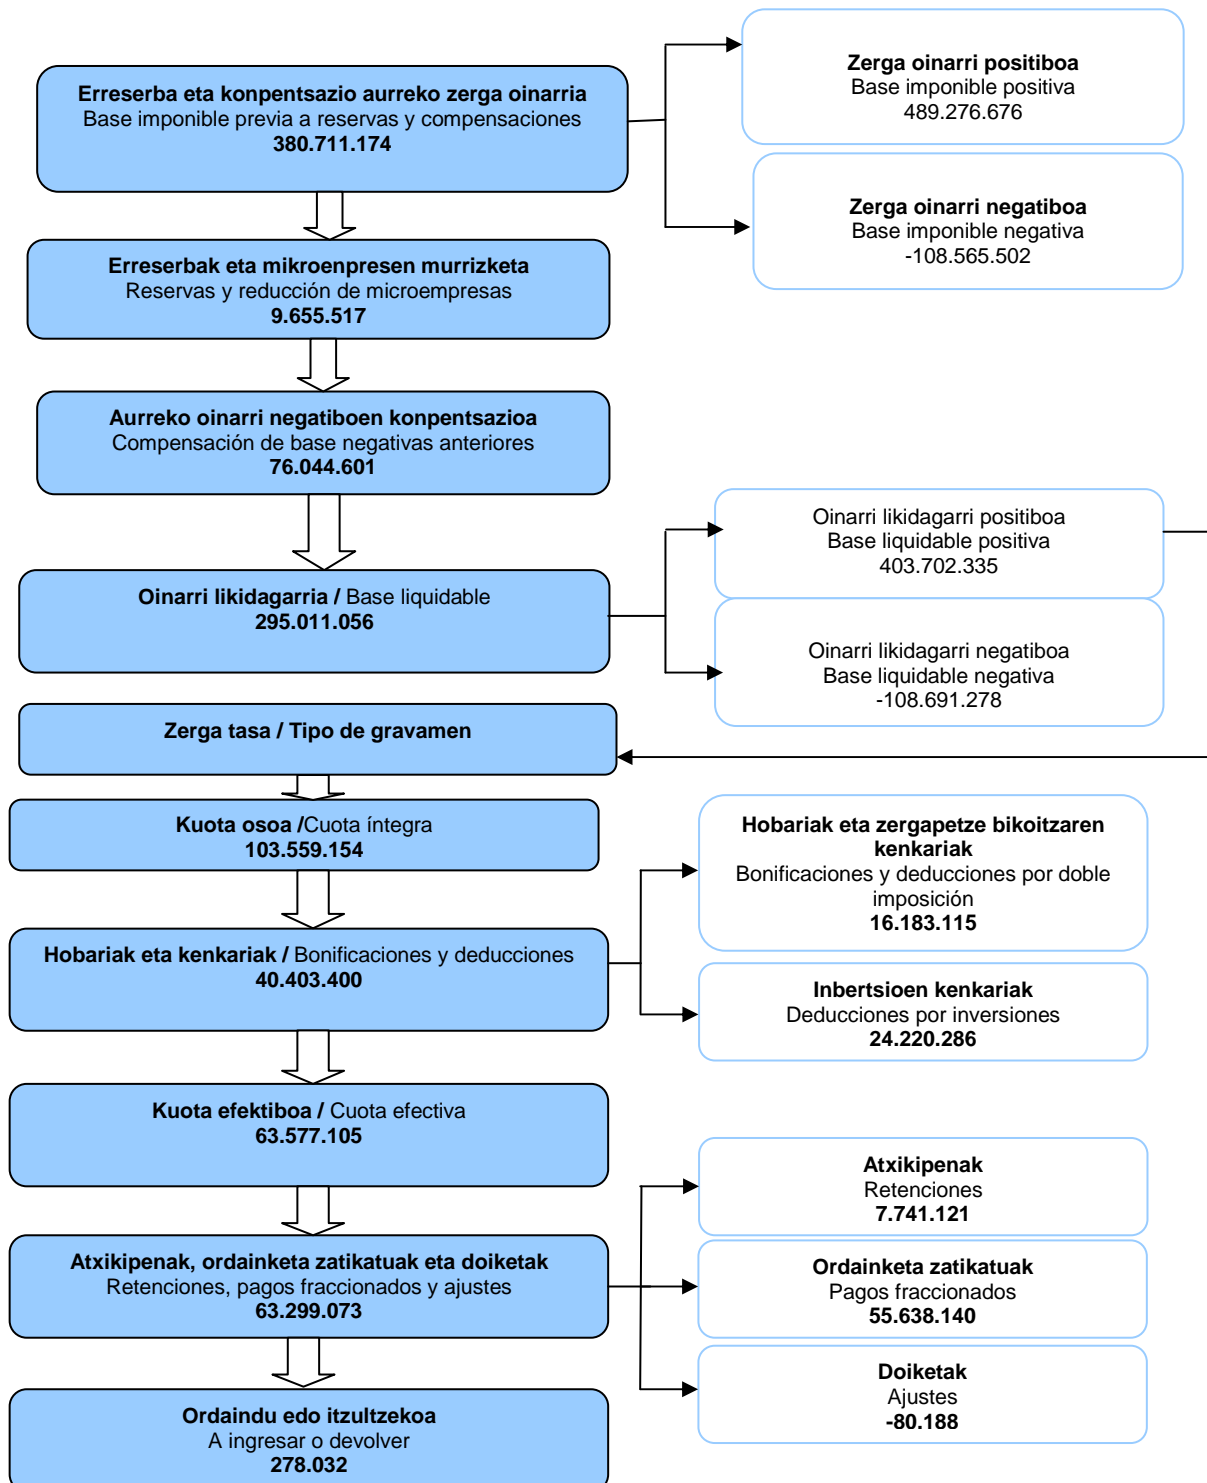 Erreserba eta konpentsazio aurreko zerga oinarria
Base imponible previa a reservas y compensaciones
380.711.174
Zerga oinarri positiboa
Base imponible positiva
489.276.676
Zerga oinarri negatiboa
Base imponible negativa
-108.565.502
Erreserbak eta mikroenpresen murrizketa
Reservas y reducción de microempresas
9.655.517
Aurreko oinarri negatiboen konpentsazioa
Compensación de base negativas anteriores
76.044.601
Oinarri likidagarria / Base liquidable
295.011.056
Oinarri likidagarri positiboa
Base liquidable positiva
403.702.335
Oinarri likidagarri negatiboa
Base liquidable negativa
-108.691.278
Zerga tasa / Tipo de gravamen
Kuota osoa /Cuota íntegra
103.559.154
Hobariak eta kenkariak / Bonificaciones y deducciones
40.403.400
Hobariak eta zergapetze bikoitzaren
kenkariak
Bonificaciones y deducciones por doble
imposición
16.183.115
Inbertsioen kenkariak
Deducciones por inversiones
24.220.286
Kuota efektiboa / Cuota efectiva
63.577.105
Atxikipenak, ordainketa zatikatuak eta doiketak
Retenciones, pagos fraccionados y ajustes
63.299.073
Atxikipenak
Retenciones
7.741.121
Ordainketa zatikatuak
Pagos fraccionados
55.638.140
Doiketak
Ajustes
-80.188
Ordaindu edo itzultzekoa
A ingresar o devolver
278.032